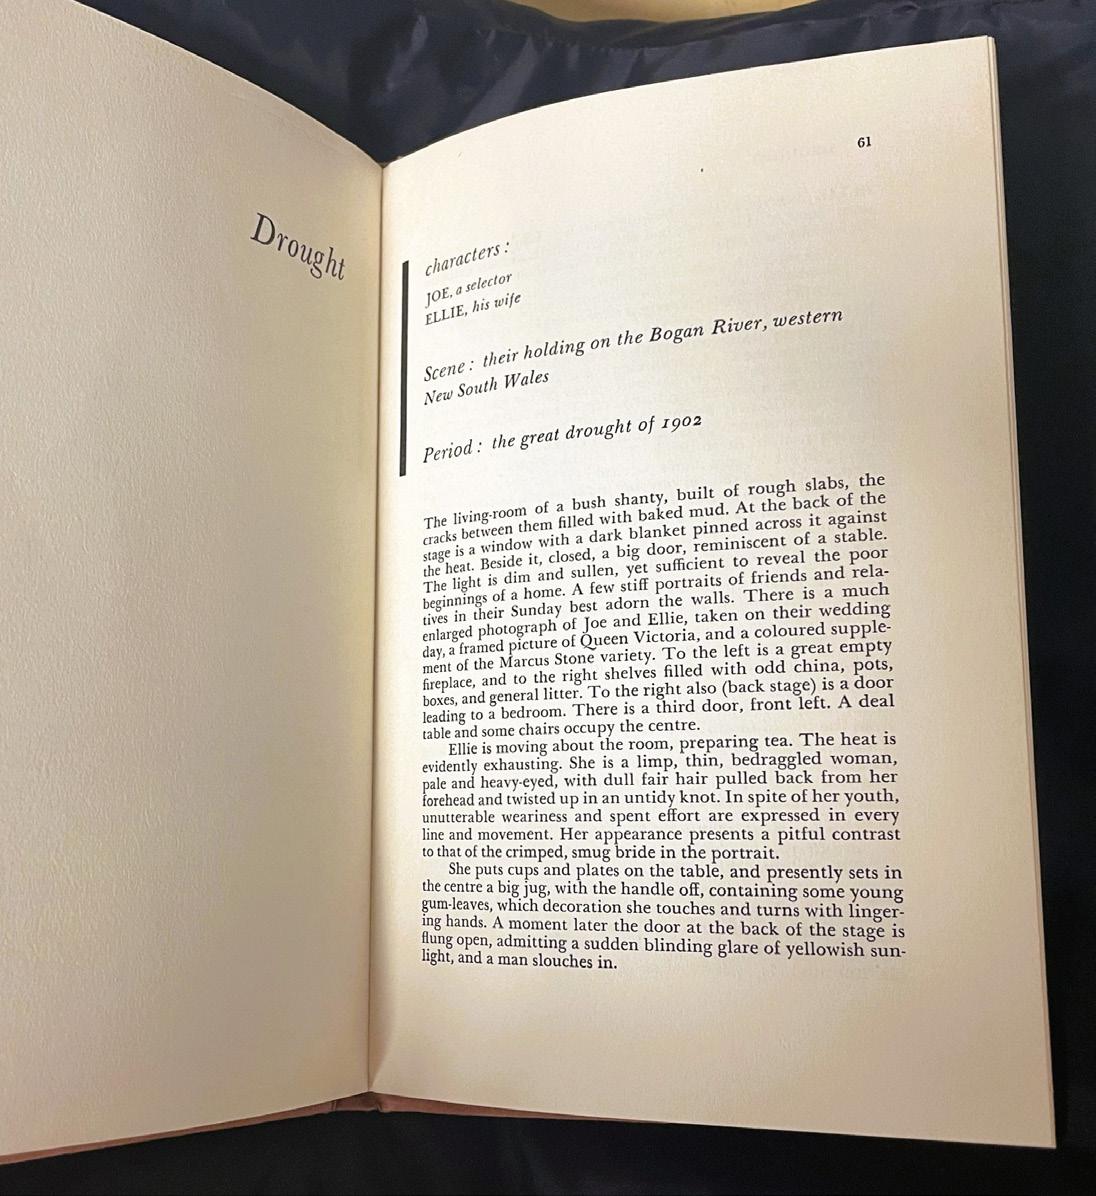 Drought
61
characters :
JOE, a selector
ELLIE, his wife
Scene : their holding on the Bogan River, western
New South Wales
Period : the great drought of 1902
The living-room of a bush shanty, built of rough slabs, the
cracks between them filled with baked mud. At the back of the
stage is a window with a dark blanket pinned across it against
the heat. Beside it, closed, a big door, reminiscent of a stable.
The light is dim and sullen, yet sufficient to reveal the poor
beginnings of a home. A few stiff portraits of friends and rela-
tives in their Sunday best adorn the walls. There is a much
enlarged photograph of Joe and Ellie, taken on their wedding
day, a framed picture of Queen Victoria, and a coloured supple-
ment of the Marcus Stone variety. To the left is a great empty
fireplace, and to the right shelves filled with odd china, pots,
boxes, and general litter. To the right also (back stage) is a door
leading to a bedroom. There is a third door, front left. A deal
table and some chairs occupy the centre.
Ellie is moving about the room, preparing tea. The heat is
evidently exhausting. She is a limp, thin, bedraggled woman,
pale and heavy-eyed, with dull fair hair pulled back from her
forehead and twisted up in an untidy knot. In spite of her youth,
unutterable weariness and spent effort are expressed in every
line and movement. Her appearance presents a pitful contrast
to that of the crimped, smug bride in the portrait.
She puts cups and plates on the table, and presently sets in
the centre a big jug, with the handle off, containing some young
gum-leaves, which decoration she touches and turns with linger-
ing hands. A moment later the door at the back of the stage is
flung open, admitting a sudden blinding glare of yellowish sun-
light, and a man slouches in.